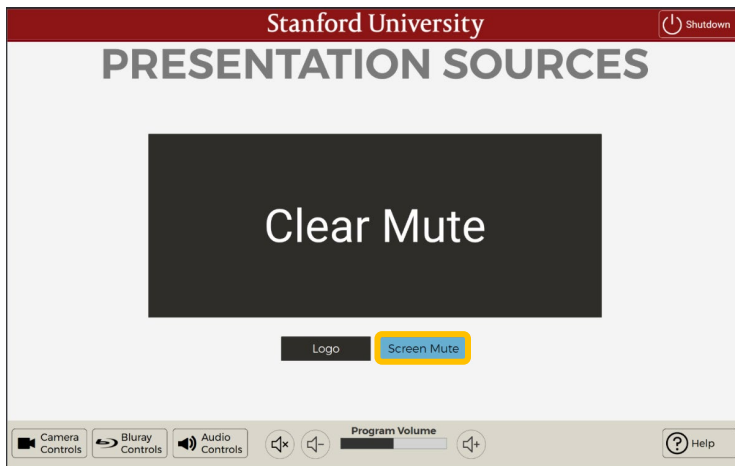 Stanford University
Shutdown
PRESENTATION SOURCES
Clear Mute
Logo
Screen Mute
Camera
Controls
Bluray
Controls
Audio
Controls
Program Volume
Help